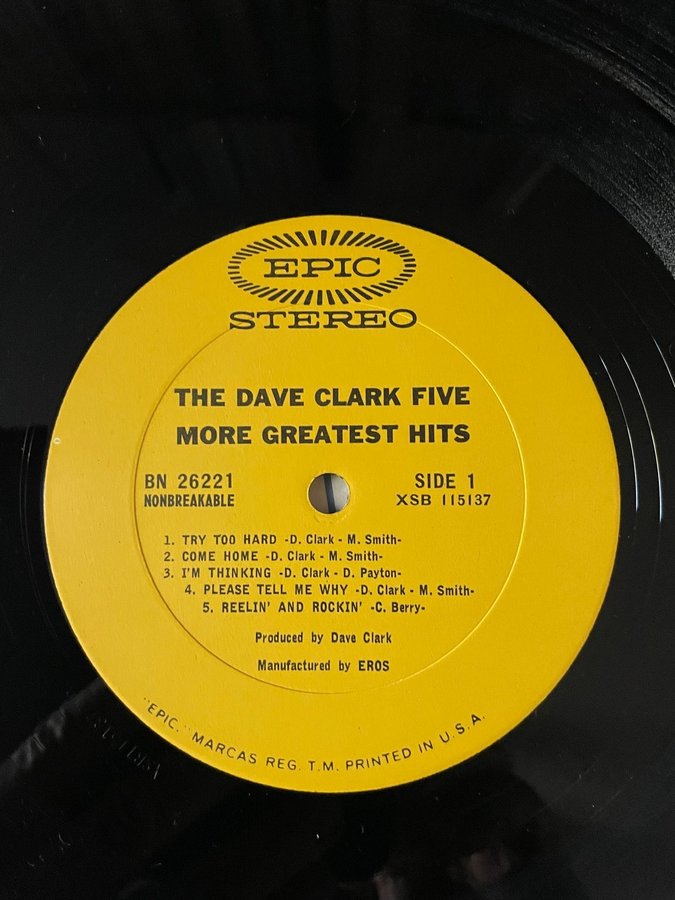 EPIC
STEREO
THE DAVE CLARK FIVE
MORE GREATEST HITS
BN 26221 SIDE 1
NONBREAKABLE XSB 115137
1. TRY TOO HARD -D. Clark - M. Smith-
2. COME HOME -D. Clark - M. Smith-
3. I'M THINKING -D. Clark - D. Payton-
4. PLEASE TELL ME WHY -D. Clark - M. Smith-
5. REELIN' AND ROCKIN' -C. Berry-
Produced by Dave Clark
Manufactured by EROS
"EPIC," MARCAS REG. T.M. PRINTED IN U.S.A.